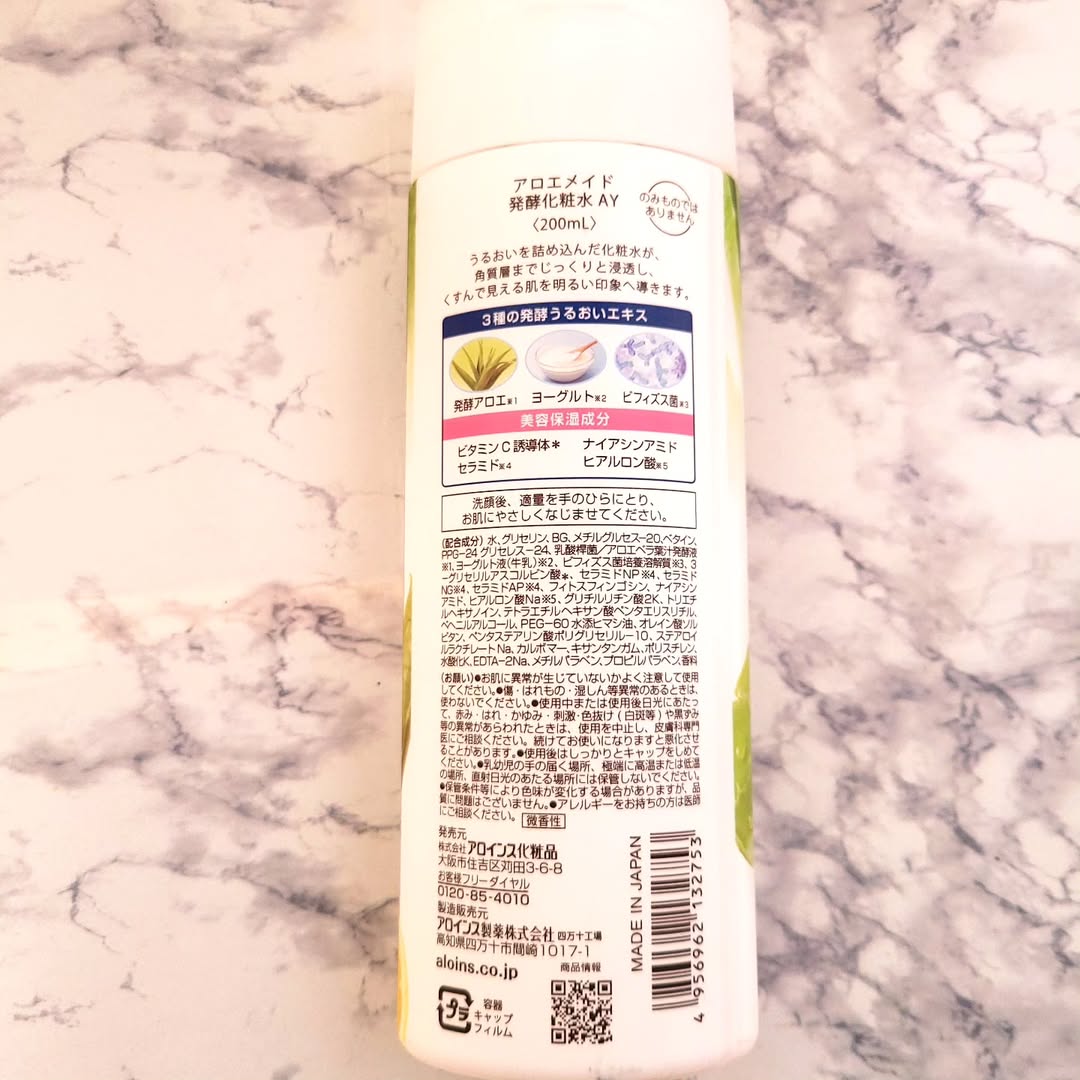 アロエメイド
発酵化粧水 AY
〈200mL〉
のみものでは
ありません
うるおいを詰め込んだ化粧水が、
角質層までじっくりと浸透し、
くすんで見える肌を明るい印象へ導きます。
3種の発酵うるおいエキス
発酵アロエ※1 ヨーグルト※2 ビフィズス菌※3
美容保湿成分
ビタミンC誘導体* ナイアシンアミド
セラミド※4 ヒアルロン酸※5
洗顔後、適量を手のひらにとり、
お肌にやさしくなじませてください。
(配合成分) 水、グリセリン、BG、メチルグルセス-20、ベタイン、
PPG-24 グリセレス-24、乳酸桿菌/アロエベラ葉汁発酵液
※1、ヨーグルト液(牛乳)※2、ビフィズス菌培養溶解質※3、3
ーグリセリルアスコルビン酸*、セラミドNP※4、セラミド
NG※4、セラミドAP※4、フィトスフィンゴシン、ナイアシン
アミド、ヒアルロン酸Na※5、グリチルリチン酸2K、トリエチ
ルヘキサノイン、テトラエチルヘキサン酸ペンタエリスリチル、
ベヘニルアルコール、PEG-60 水添ヒマシ油、オレイン酸ソル
ビタン、ペンタステアリン酸ポリグリセリル-10、ステアロイ
ルラクチレートNa、カルボマー、キサンタンガム、ポリスチレン、
水酸化K、EDTA-2Na、メチルパラベン、プロピルパラベン、香料
(お願い)●お肌に異常が生じていないかよく注意して使用
してください。●傷・はれもの・湿しん等異常のあるときは、
使わないでください。●使用中または使用後日光にあたっ
て、赤み・はれ・かゆみ・刺激・色抜け(白斑等)や黒ずみ
等の異常があらわれたときは、使用を中止し、皮膚科専門
医にご相談ください。続けてお使いになりますと悪化させ
ることがあります。●使用後はしっかりとキャップをしめて
ください。●乳幼児の手の届く場所、極端に高温または低温
の場所、直射日光のあたる場所には保管しないでください。
●保管条件等により色味が変化する場合がありますが、品
質に問題はございません。●アレルギーをお持ちの方は医師
にご相談ください。 微香性
発売元
株式会社 アロインス化粧品
大阪市住吉区苅田3-6-8
お客様フリーダイヤル
0120-85-4010
製造販売元
アロインス製薬株式会社 四万十工場
高知県四万十市間崎1017-1
aloins.co.jp
商品情報
プラ
容器
キャップ
フィルム
MADE IN JAPAN
4 956962 132753